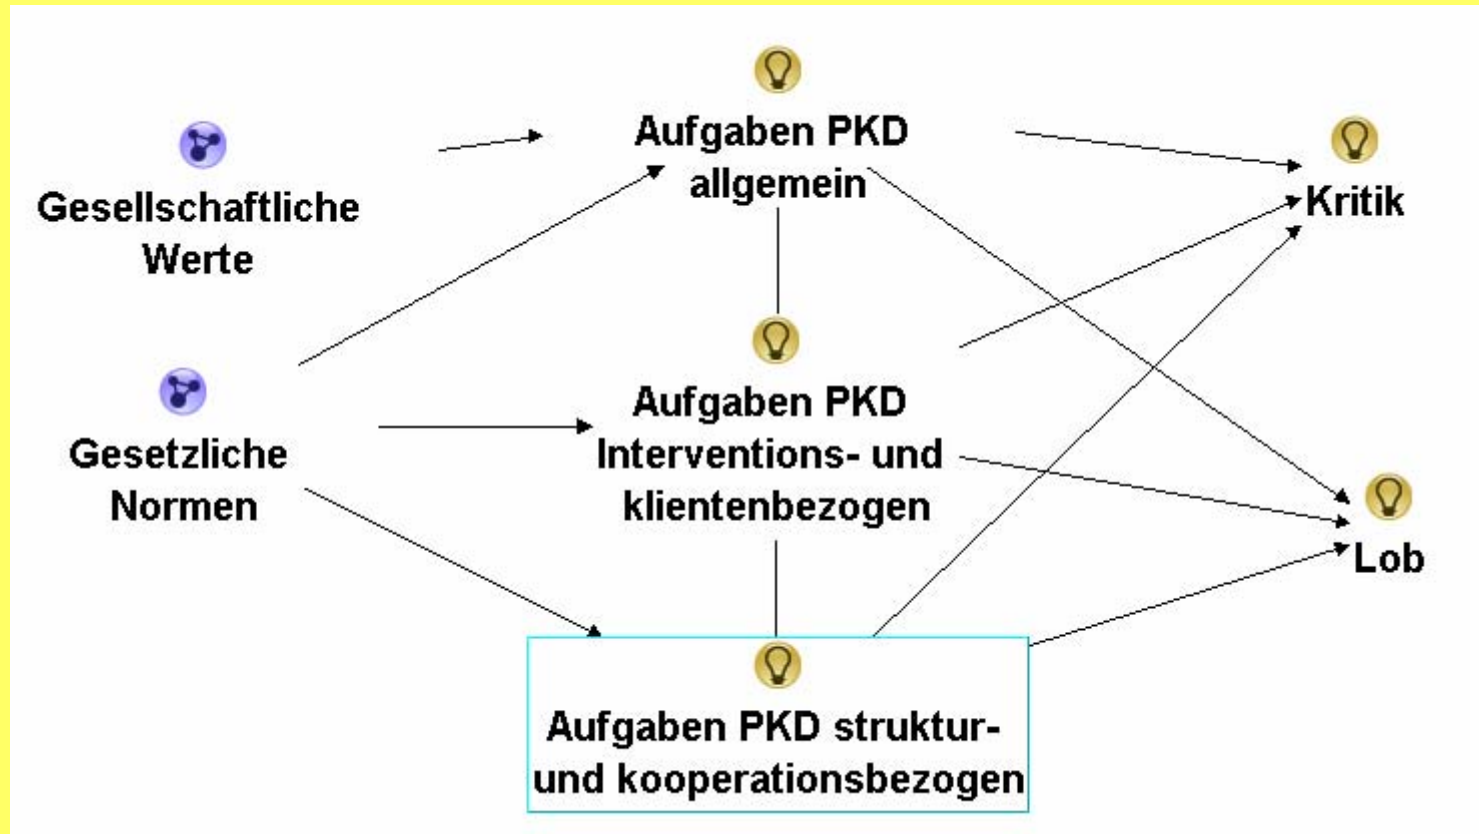 Aufgaben PKD
allgemein
Gesellschaftliche
Werte
Kritik
Gesetzliche
Normen
Aufgaben PKD
Interventions- und
klientenbezogen
Lob
Aufgaben PKD struktur-
und kooperationsbezogen